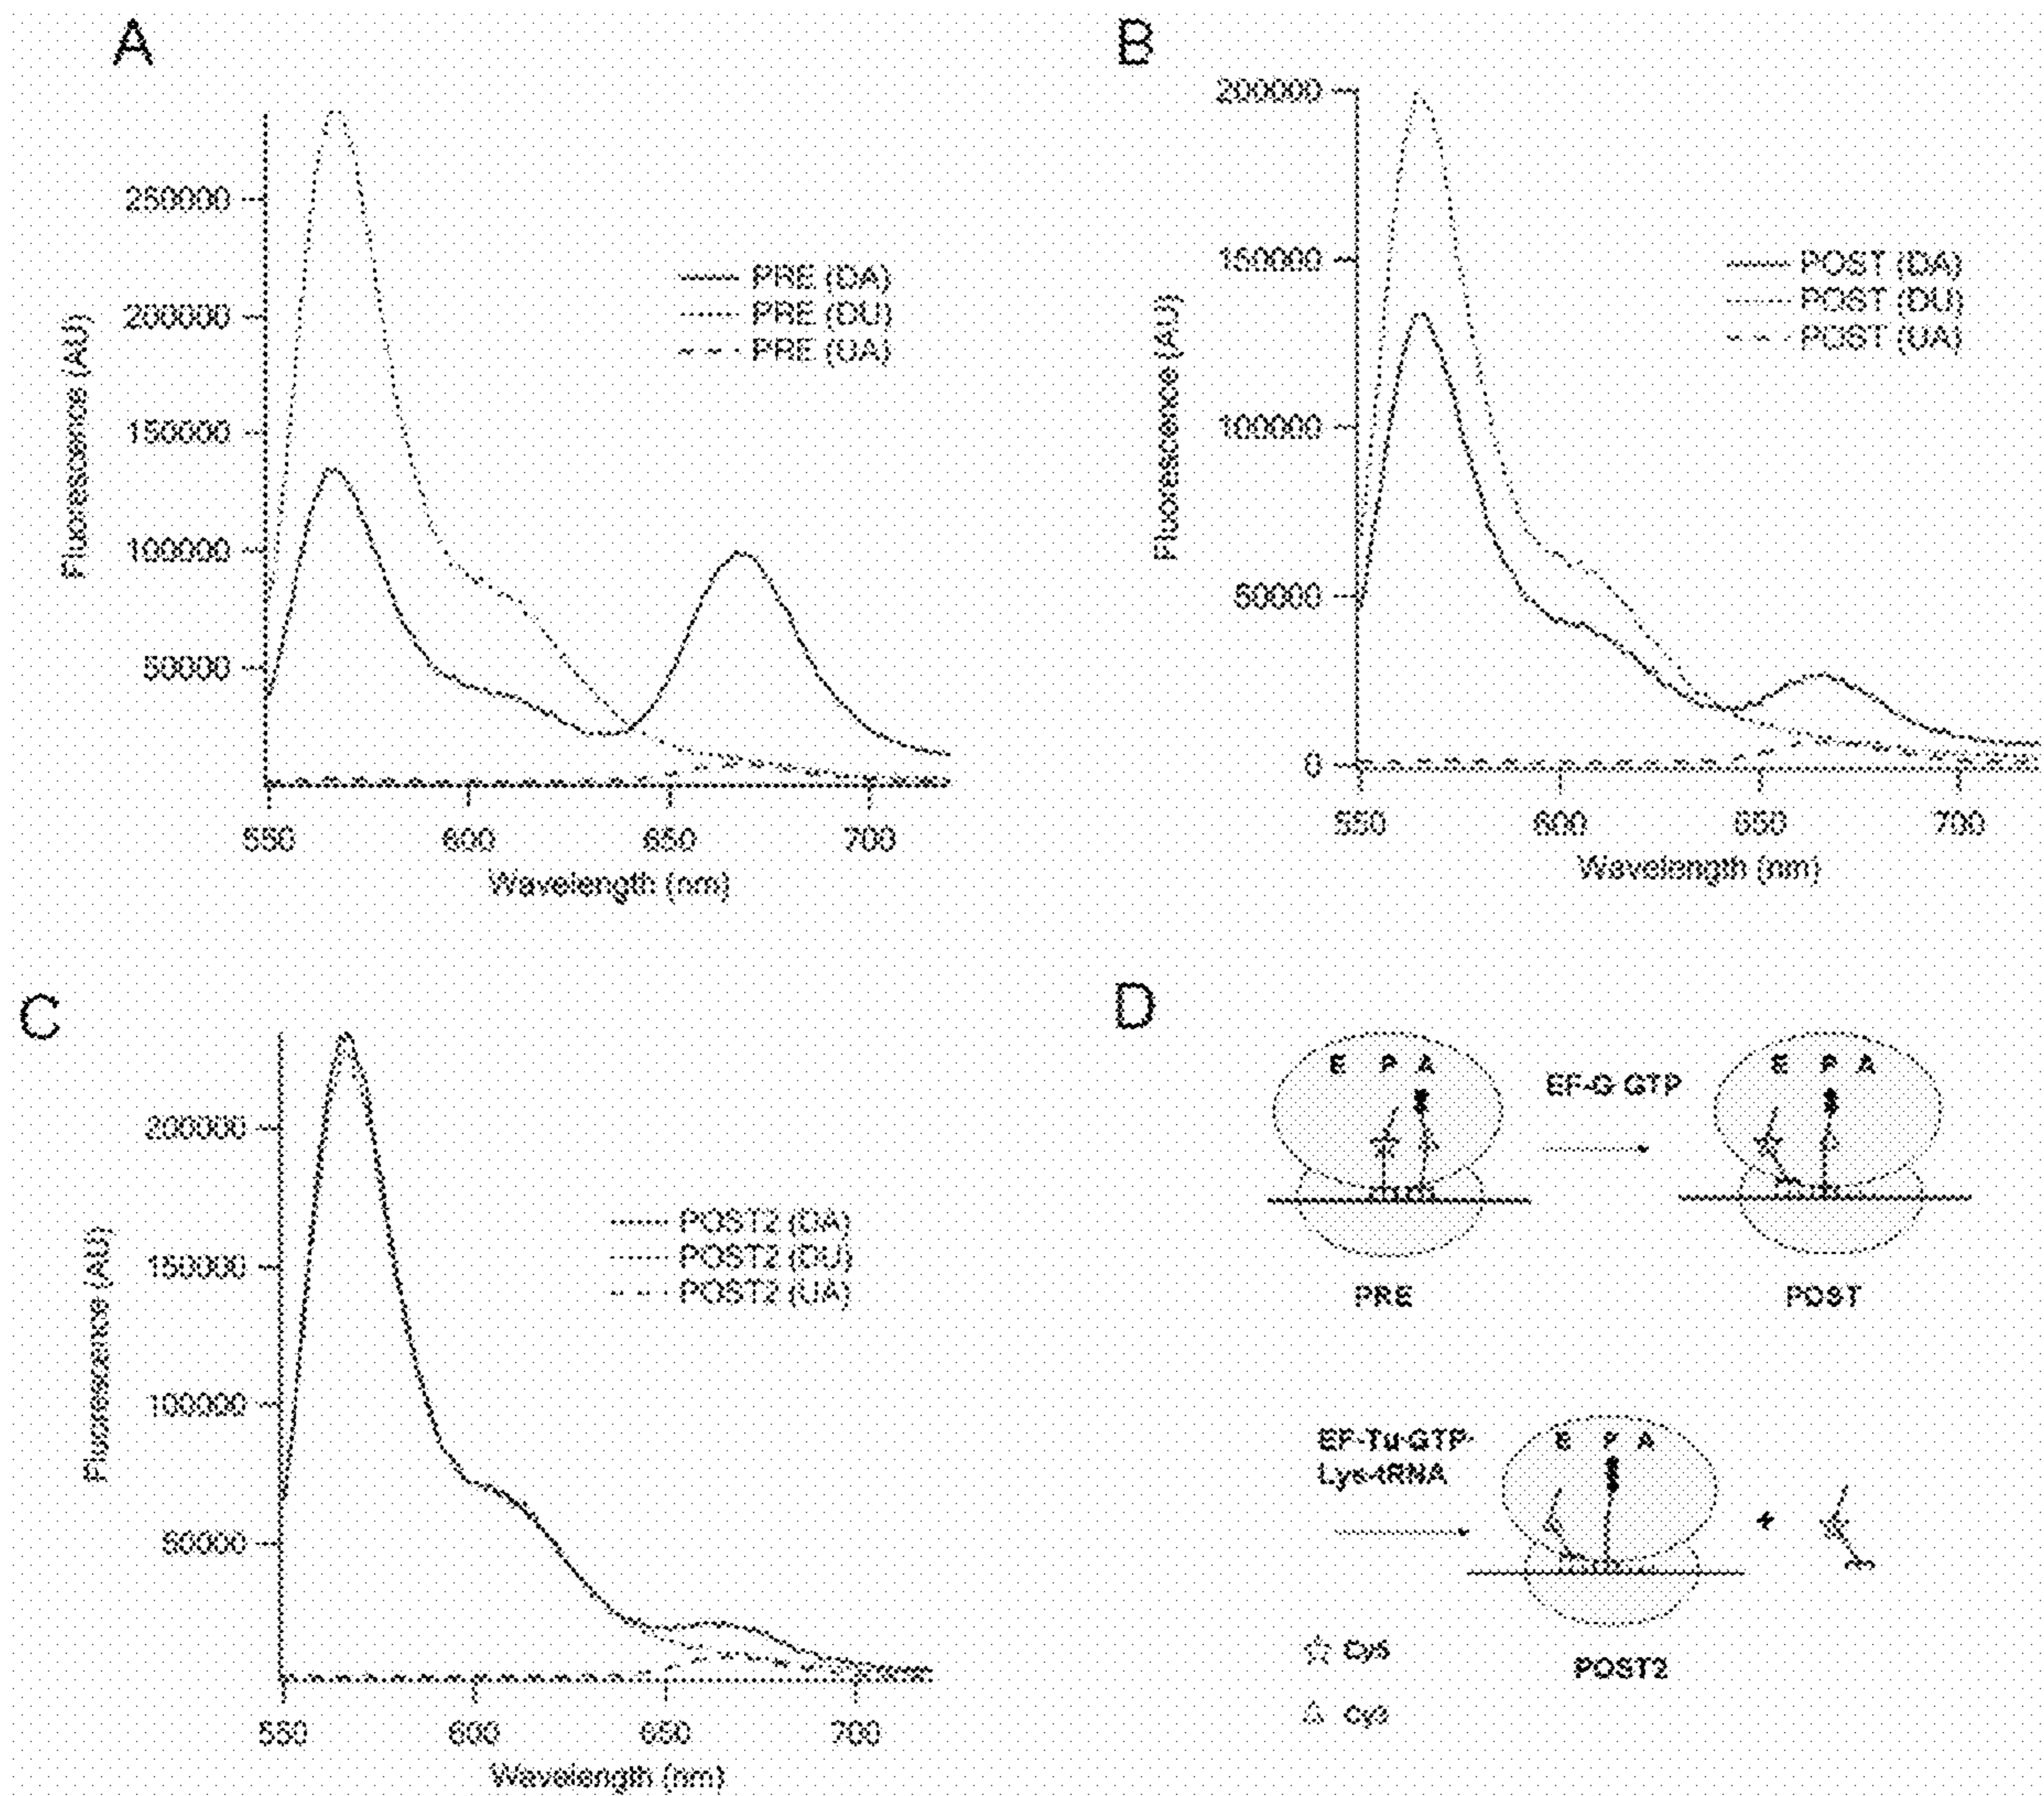 A
250000
200000
150000
100000
50000
Fluorescence (AU)
PRE (DA)
PRE (DU)
PRE (UA)
550 600 650 700
Wavelength (nm)
B
200000
150000
100000
50000
0
Fluorescence (AU)
POST (DA)
POST (DU)
POST (UA)
550 600 650 700
Wavelength (nm)
C
200000
150000
100000
50000
Fluorescence (AU)
POST2 (DA)
POST2 (DU)
POST2 (UA)
550 600 650 700
Wavelength (nm)
D
E P A
EF-G GTP
E P A
PRE
POST
EF-Tu·GTP·
Lys-tRNA
E P A
+
POST2
Cy5
Cy3